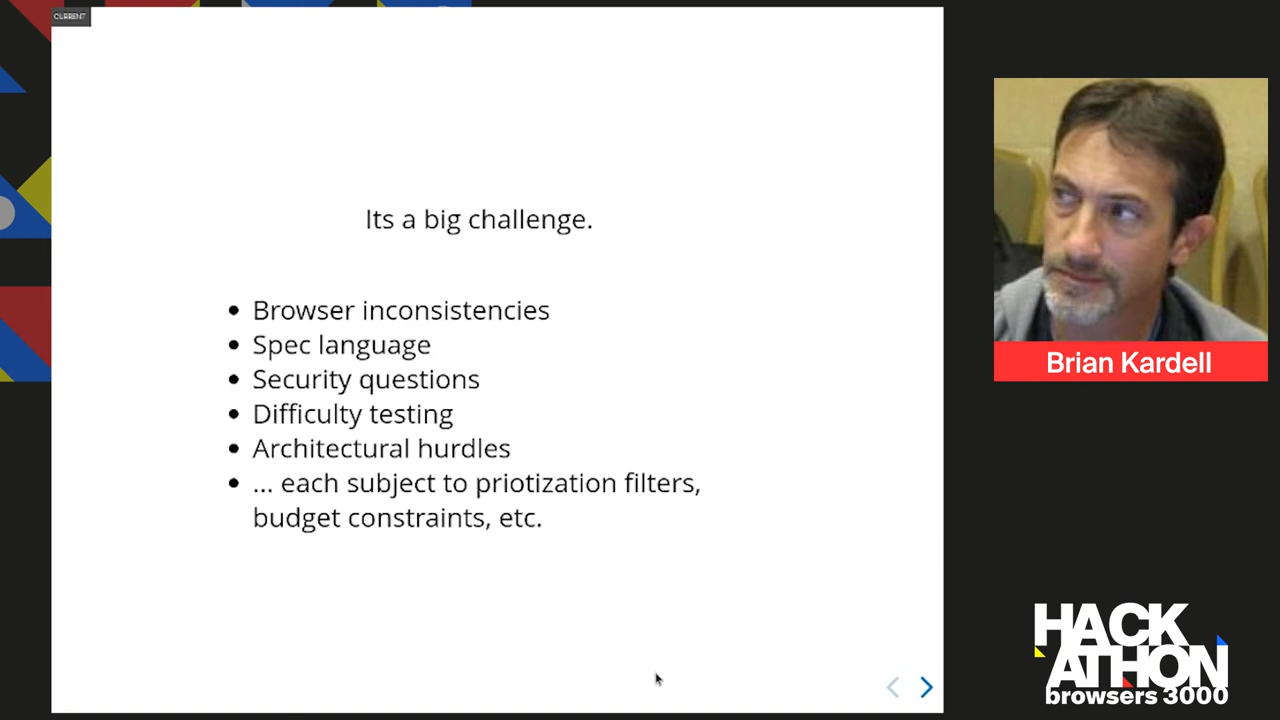 CURRENT
Its a big challenge.
• Browser inconsistencies
• Spec language
• Security questions
• Difficulty testing
• Architectural hurdles
• ... each subject to priotization filters,
budget constraints, etc.
Brian Kardell
HACK
ATHON
browsers 3000